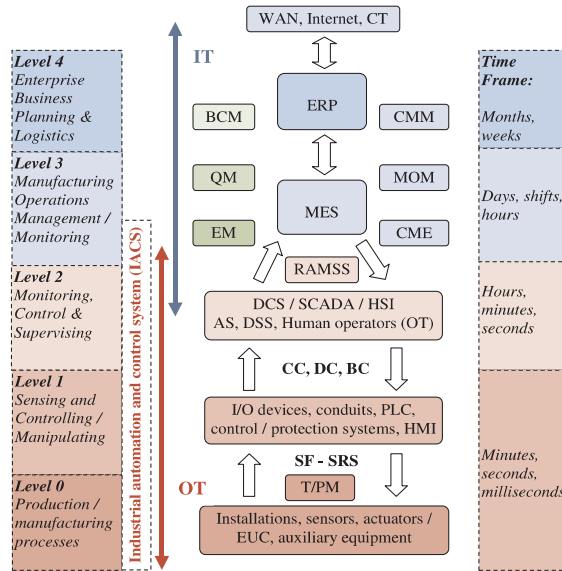 WAN, Internet, CT
Level 4
Enterprise
Business
Planning &
Logistics
IT
ERP
BCM
CMM
Time
Frame:
Months,
weeks
Level 3
Manufacturing
Operations
Management /
Monitoring
QM
MOM
MES
EM
CME
Days, shifts,
hours
Industrial automation and control system (IACS)
RAMSS
Level 2
Monitoring,
Control &
Supervising
DCS / SCADA / HSI
AS, DSS, Human operators (OT)
Hours,
minutes,
seconds
CC, DC, BC
Level 1
Sensing and
Controlling /
Manipulating
I/O devices, conduits, PLC,
control / protection systems, HMI
Minutes,
seconds,
milliseconds
SF - SRS
Level 0
Production /
manufacturing
processes
OT
T/PM
Installations, sensors, actuators /
EUC, auxiliary equipment